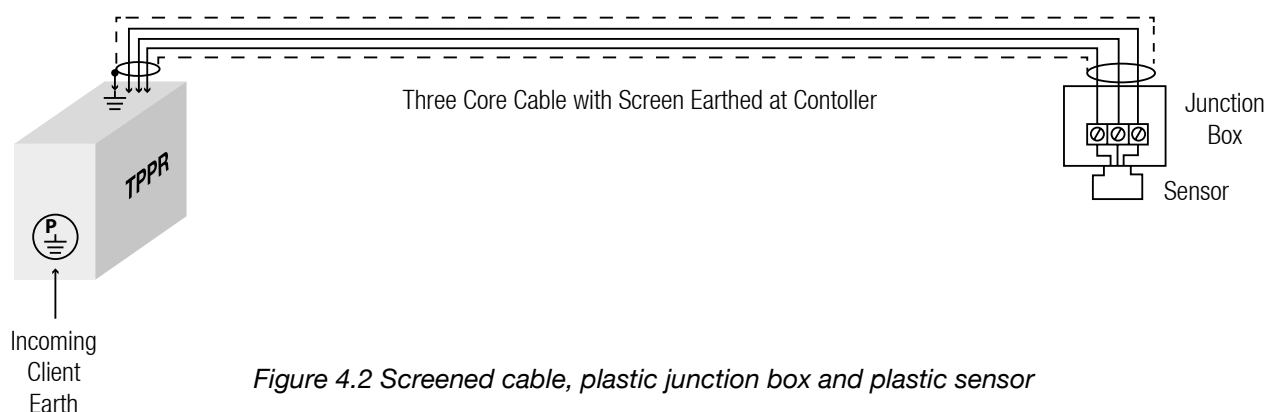 Three Core Cable with Screen Earthed at Contoller
Junction
Box
Sensor
TPPR
P
Incoming
Client
Earth
Figure 4.2 Screened cable, plastic junction box and plastic sensor